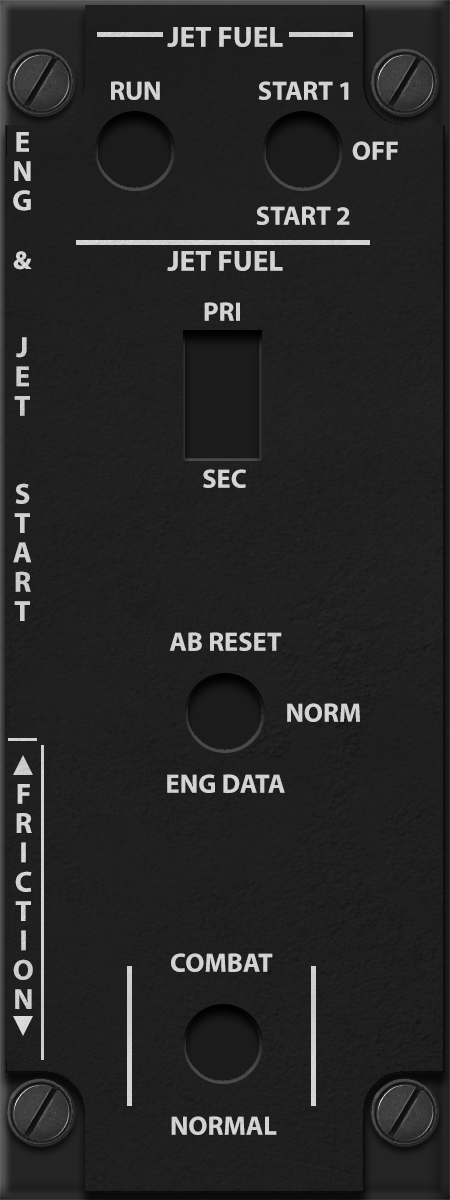 JET FUEL
RUN
START 1
OFF
START 2
JET FUEL
PRI
SEC
AB RESET
NORM
ENG DATA
COMBAT
NORMAL
ENG & JET START
▲FRICTION▼